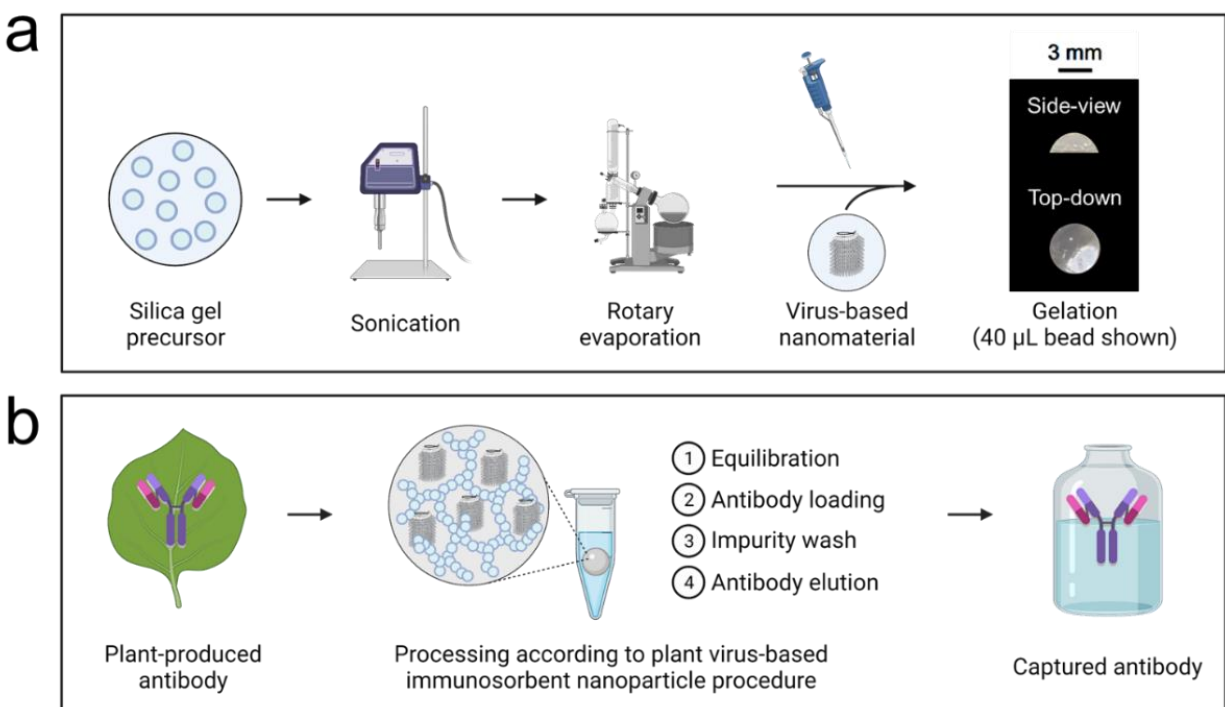 a
3 mm
Side-view
Top-down
Silica gel
precursor
Sonication
Rotary
evaporation
Virus-based
nanomaterial
Gelation
(40 µL bead shown)
b
1 Equilibration
2 Antibody loading
3 Impurity wash
4 Antibody elution
Plant-produced
antibody
Processing according to plant virus-based
immunosorbent nanoparticle procedure
Captured antibody